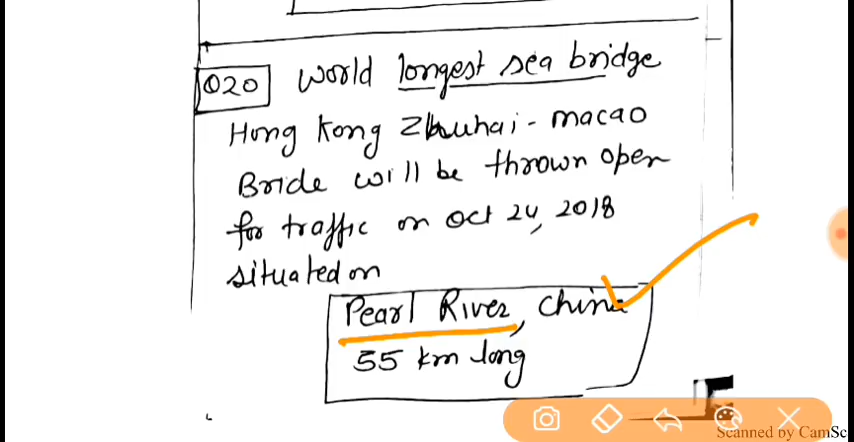 Q20 World longest sea bridge
Hong Kong Zhuhai - macao
Bride will be thrown open
for traffic on Oct 24, 2018
situated on
Pearl River, China
55 km long
Scanned by CamSc